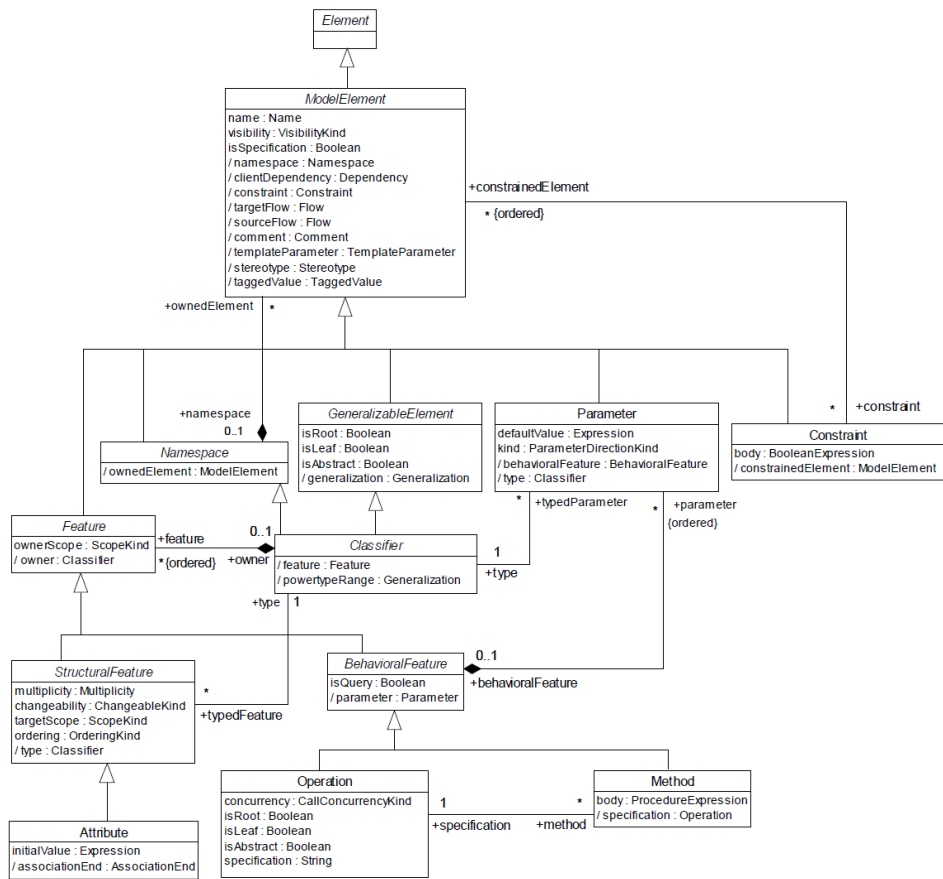 Element
ModelElement
name : Name
visibility : VisibilityKind
isSpecification : Boolean
/ namespace : Namespace
/ clientDependency : Dependency
/ constraint : Constraint
/ targetFlow : Flow
/ sourceFlow : Flow
/ comment : Comment
/ templateParameter : TemplateParameter
/ stereotype : Stereotype
/ taggedValue : TaggedValue
+constrainedElement
* {ordered}
+ownedElement
*
+namespace
0..1
* +constraint
Namespace
/ ownedElement : ModelElement
GeneralizableElement
isRoot : Boolean
isLeaf : Boolean
isAbstract : Boolean
/ generalization : Generalization
Parameter
defaultValue : Expression
kind : ParameterDirectionKind
/ behavioralFeature : BehavioralFeature
/ type : Classifier
Constraint
body : BooleanExpression
/ constrainedElement : ModelElement
* +typedParameter
* +parameter
{ordered}
Feature
ownerScope : ScopeKind
/ owner : Classifier
+feature
*{ordered}
0..1
+owner
Classifier
/ feature : Feature
/ powertypeRange : Generalization
1
+type
+type 1
StructuralFeature
multiplicity : Multiplicity
changeability : ChangeableKind
targetScope : ScopeKind
ordering : OrderingKind
/ type : Classifier
*
+typedFeature
BehavioralFeature
isQuery : Boolean
/ parameter : Parameter
0..1
+behavioralFeature
Attribute
initialValue : Expression
/ associationEnd : AssociationEnd
Operation
concurrency : CallConcurrencyKind
isRoot : Boolean
isLeaf : Boolean
isAbstract : Boolean
specification : String
1
+specification
*
+method
Method
body : ProcedureExpression
/ specification : Operation